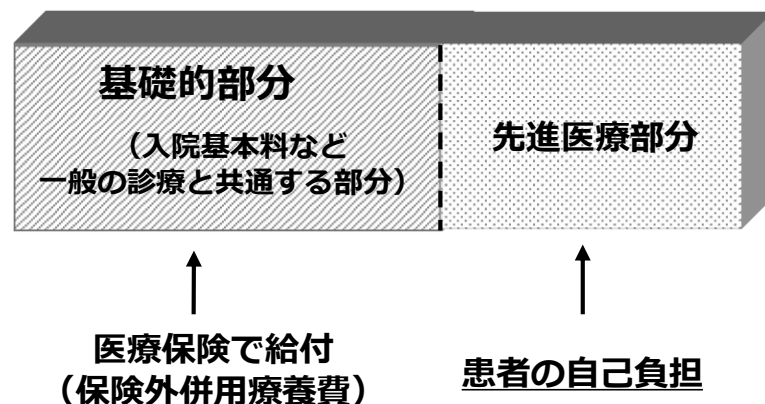 基礎的部分
（入院基本料など
一般の診療と共通する部分）
先進医療部分
医療保険で給付
（保険外併用療養費）
患者の自己負担